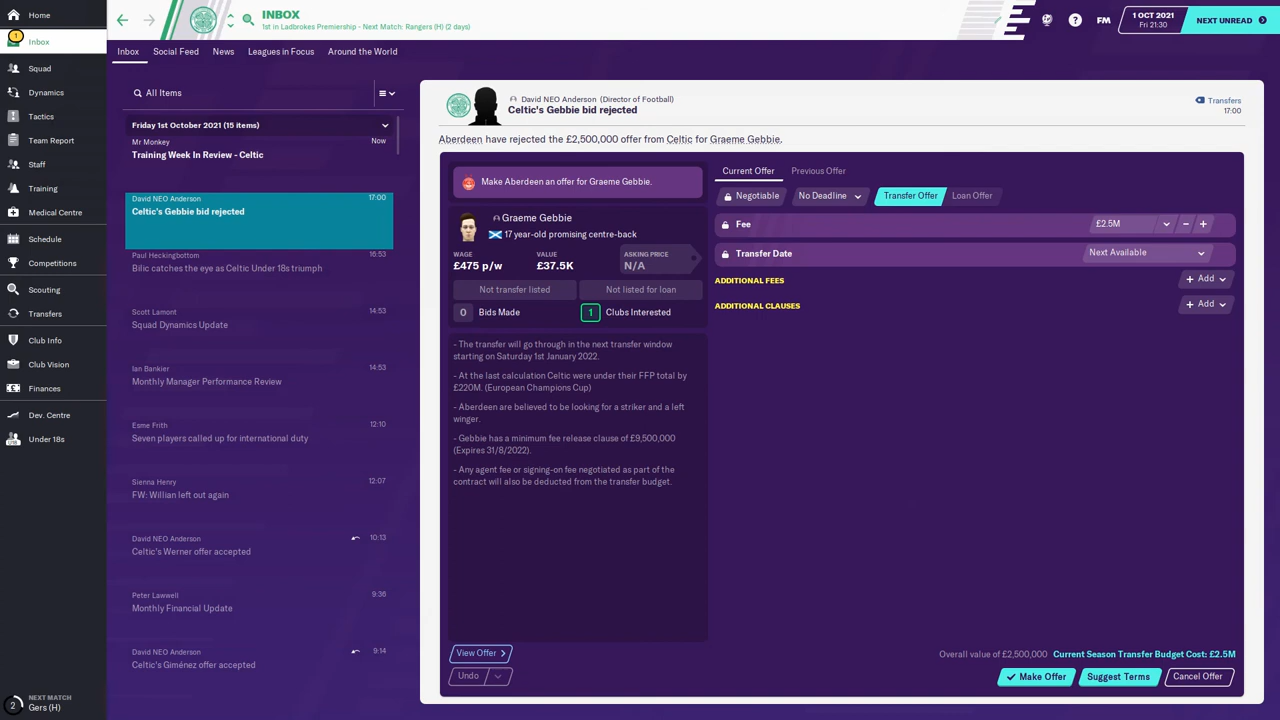 Home
INBOX
1st in Ladbrokes Premiership - Next Match: Rangers (H) (2 days)
?
FM
1 OCT 2021
Fri 21:30
NEXT UNREAD
1
Inbox
Inbox
Social Feed
News
Leagues in Focus
Around the World
Squad
Dynamics
Tactics
Team Report
Staff
Training
Medical Centre
Schedule
Competitions
Scouting
Transfers
Club Info
Club Vision
Finances
Dev. Centre
Under 18s
2
NEXT MATCH
Gers (H)
All Items
Friday 1st October 2021 (15 items)
Mr Monkey
Now
Training Week In Review - Celtic
David NEO Anderson
17:00
Celtic's Gebbie bid rejected
Paul Heckingbottom
16:53
Bilic catches the eye as Celtic Under 18s triumph
Scott Lamont
14:53
Squad Dynamics Update
Ian Bankier
14:53
Monthly Manager Performance Review
Esme Frith
12:10
Seven players called up for international duty
Sienna Henry
12:07
FW: Willian left out again
David NEO Anderson
10:13
Celtic's Werner offer accepted
Peter Lawwell
9:36
Monthly Financial Update
David NEO Anderson
9:14
Celtic's Giménez offer accepted
David NEO Anderson (Director of Football)
Celtic's Gebbie bid rejected
Transfers
17:00
Aberdeen have rejected the £2,500,000 offer from Celtic for Graeme Gebbie.
Make Aberdeen an offer for Graeme Gebbie.
Graeme Gebbie
17 year-old promising centre-back
WAGE
£475 p/w
VALUE
£37.5K
ASKING PRICE
N/A
Not transfer listed
Not listed for loan
0
Bids Made
1
Clubs Interested
- The transfer will go through in the next transfer window
starting on Saturday 1st January 2022.
- At the last calculation Celtic were under their FFP total by
£220M. (European Champions Cup)
- Aberdeen are believed to be looking for a striker and a left
winger.
- Gebbie has a minimum fee release clause of £9,500,000
(Expires 31/8/2022).
- Any agent fee or signing-on fee negotiated as part of the
contract will also be deducted from the transfer budget.
View Offer
Undo
Current Offer
Previous Offer
Negotiable
No Deadline
Transfer Offer
Loan Offer
Fee
£2.5M
Transfer Date
Next Available
ADDITIONAL FEES
Add
ADDITIONAL CLAUSES
Add
Overall value of £2,500,000
Current Season Transfer Budget Cost: £2.5M
Make Offer
Suggest Terms
Cancel Offer